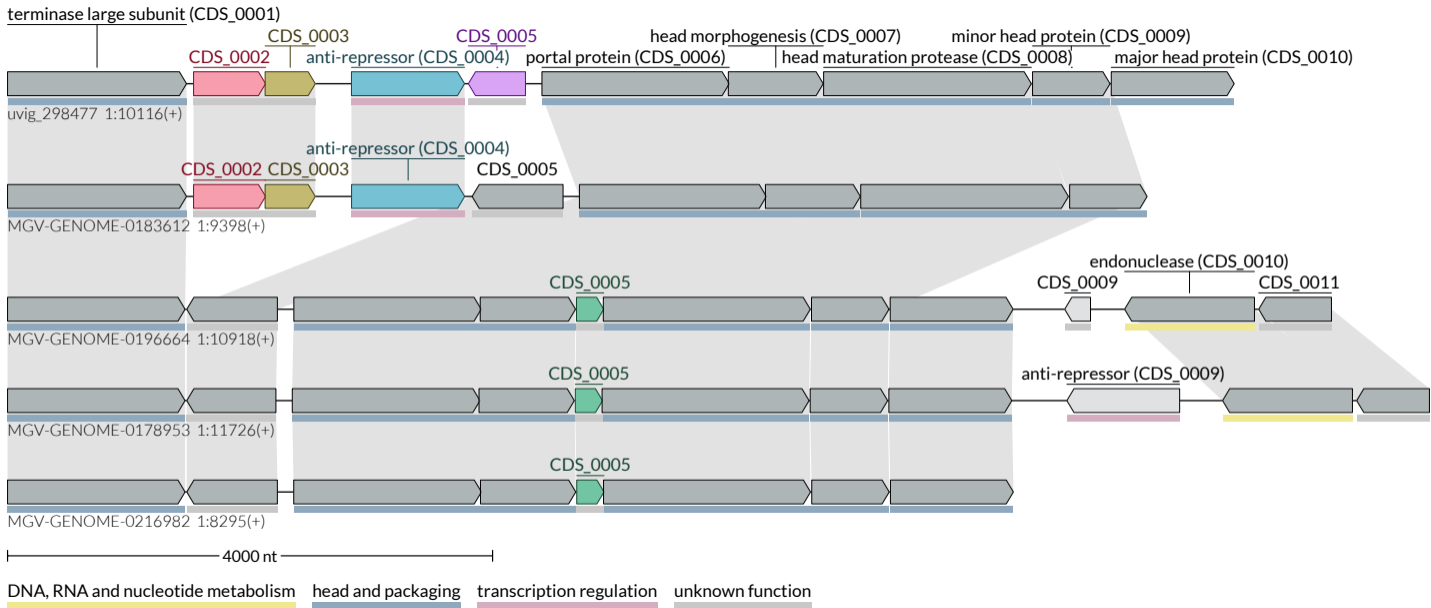 terminase large subunit (CDS_0001)
CDS_0003 CDS_0005 head morphogenesis (CDS_0007) minor head protein (CDS_0009)
CDS_0002 anti-repressor (CDS_0004) portal protein (CDS_0006) head maturation protease (CDS_0008) major head protein (CDS_0010)
uvig_298477 1:10116(+)
anti-repressor (CDS_0004)
CDS_0002 CDS_0003 CDS_0005
MGV-GENOME-0183612 1:9398(+)
endonuclease (CDS_0010)
CDS_0005 CDS_0009 CDS_0011
MGV-GENOME-0196664 1:10918(+)
CDS_0005 anti-repressor (CDS_0009)
MGV-GENOME-0178953 1:11726(+)
CDS_0005
MGV-GENOME-0216982 1:8295(+)
4000 nt
DNA, RNA and nucleotide metabolism head and packaging transcription regulation unknown function